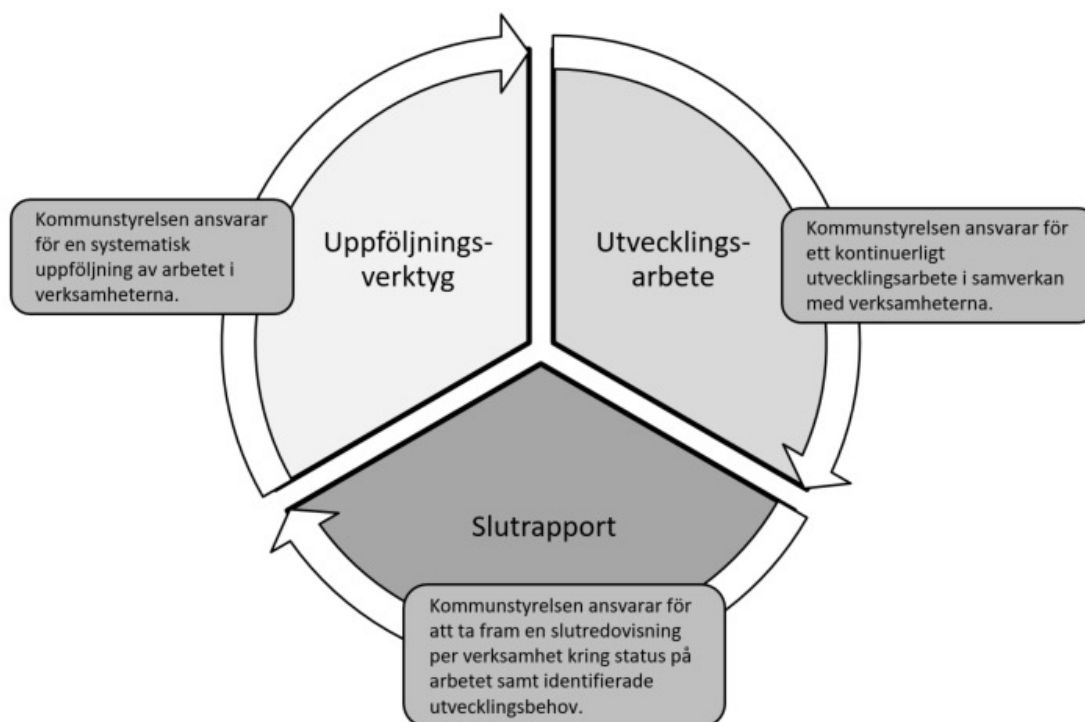 Uppföljnings-
verktyg
Utvecklings-
arbete
Kommunstyrelsen ansvarar
för en systematisk
uppföljning av arbetet i
verksamheterna.
Kommunstyrelsen ansvarar för
ett kontinuerligt
utvecklingsarbete i samverkan
med verksamheterna.
Slutrapport
Kommunstyrelsen ansvarar för
att ta fram en slutredovisning
per verksamhet kring status på
arbetet samt identifierade
utvecklingsbehov.